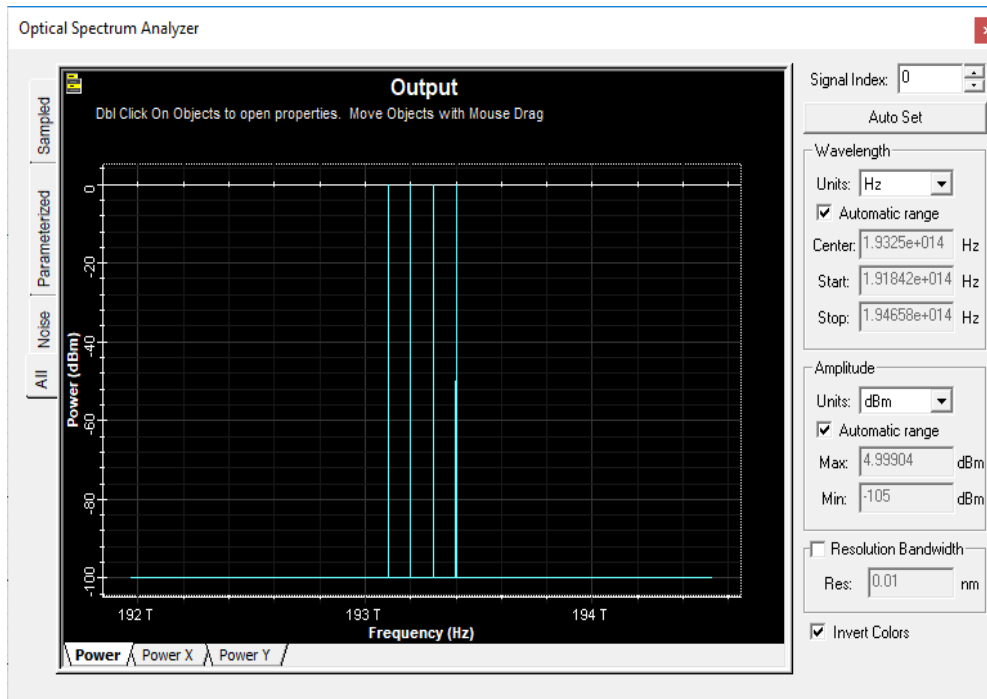 Optical Spectrum Analyzer
Sampled
Parameterized
Noise
All
Output
Dbl Click On Objects to open properties. Move Objects with Mouse Drag
Power (dBm)
0
-20
-40
-60
-80
-100
192 T
193 T
194 T
Frequency (Hz)
Power
Power X
Power Y
Signal Index: 0
Auto Set
Wavelength
Units: Hz
Automatic range
Center: 1.9325e+014 Hz
Start: 1.91842e+014 Hz
Stop: 1.94658e+014 Hz
Amplitude
Units: dBm
Automatic range
Max: 4.99904 dBm
Min: -105 dBm
Resolution Bandwidth
Res: 0.01 nm
Invert Colors